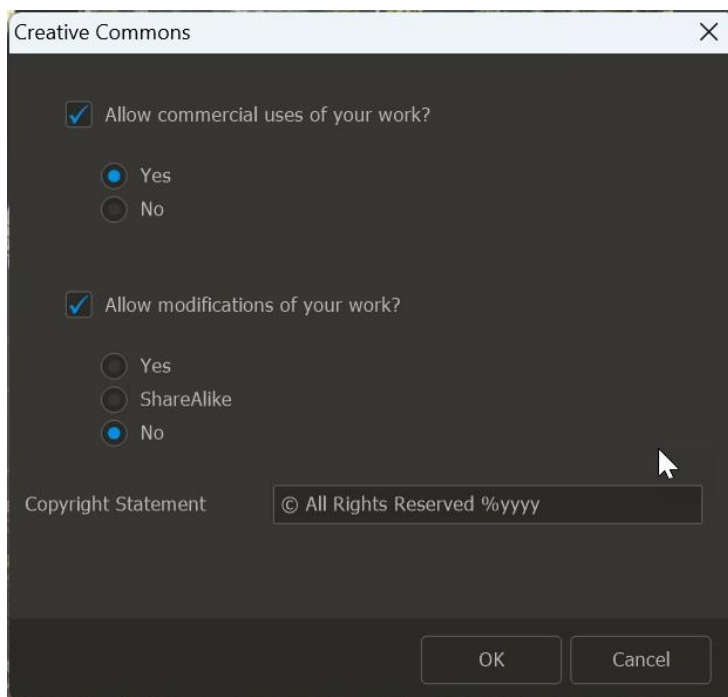 Creative Commons
Allow commercial uses of your work?
Yes
No
Allow modifications of your work?
Yes
ShareAlike
No
Copyright Statement © All Rights Reserved %yyyy
OK Cancel